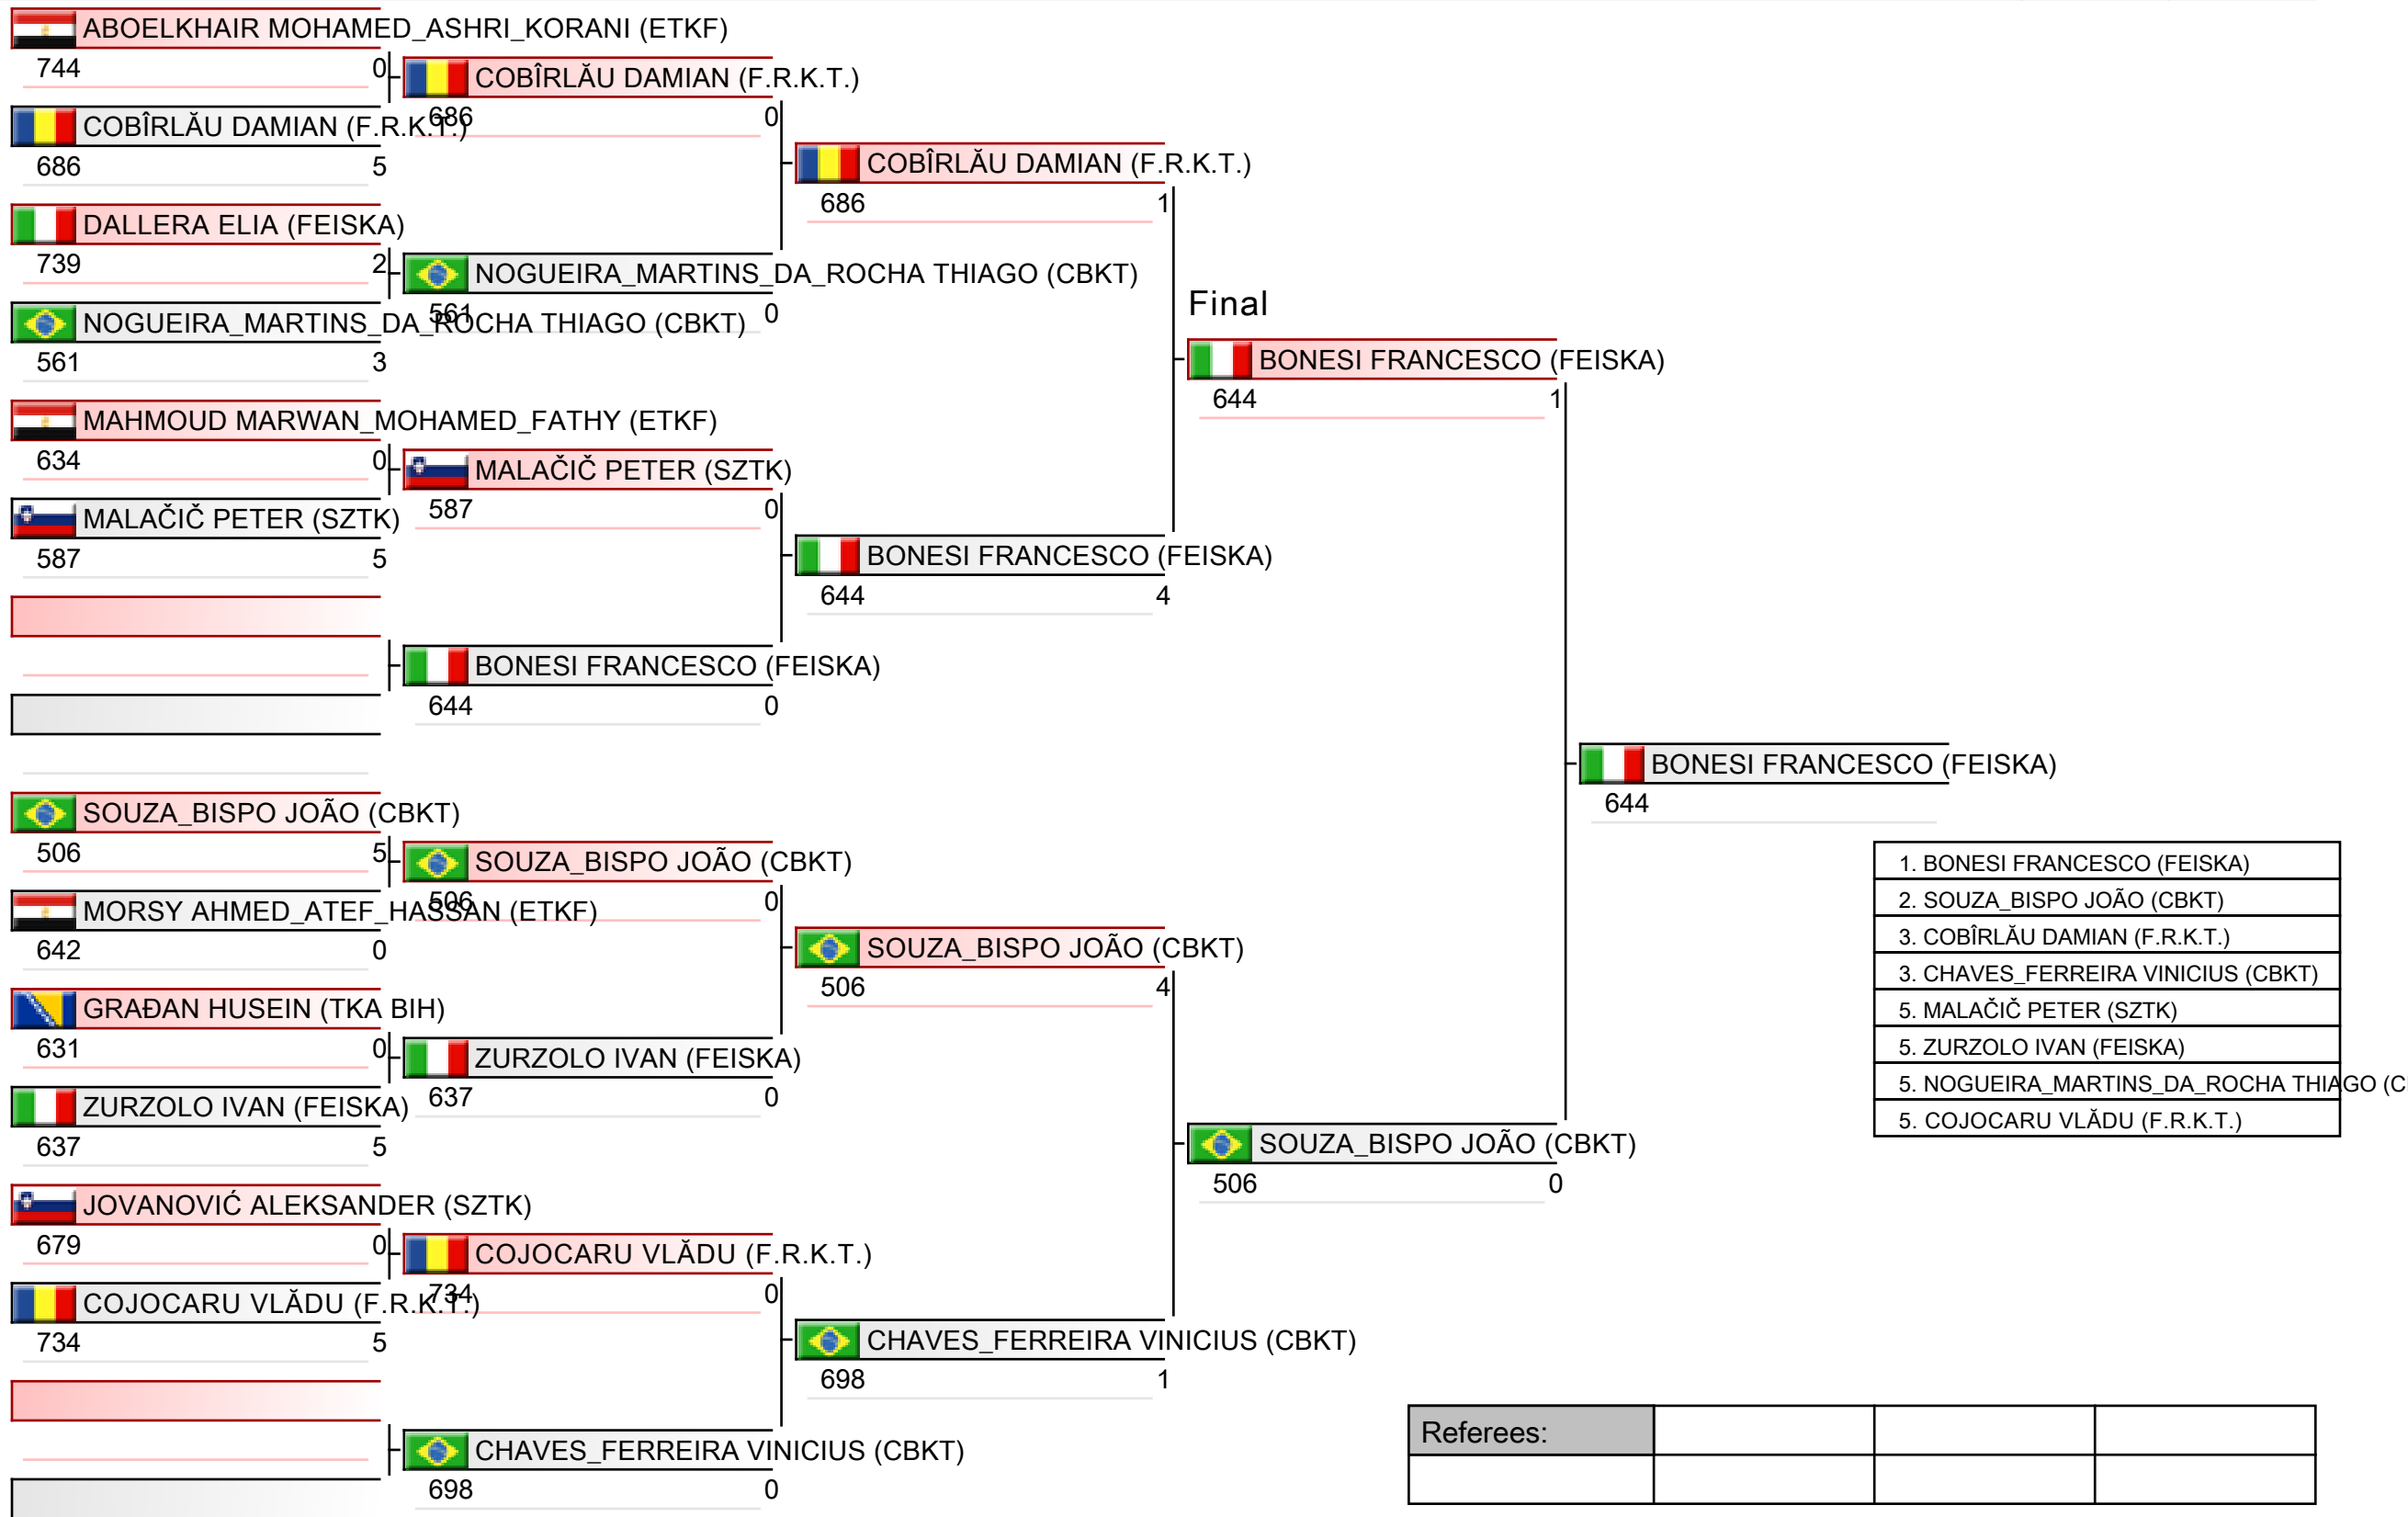 ABOELKHAIR MOHAMED_ASHRI_KORANI (ETKF)
744 0
COBÎRLĂU DAMIAN (F.R.K.T.)
686 5
DALLERA ELIA (FEISKA)
739 2
NOGUEIRA_MARTINS_DA_ROCHA THIAGO (CBKT)
561 3
MAHMOUD MARWAN_MOHAMED_FATHY (ETKF)
634 0
MALAČIČ PETER (SZTK)
587 5
SOUZA_BISPO JOÃO (CBKT)
506 5
MORSY AHMED_ATEF_HASSAN (ETKF)
642 0
GRAĐAN HUSEIN (TKA BIH)
631 0
ZURZOLO IVAN (FEISKA)
637 5
JOVANOVIĆ ALEKSANDER (SZTK)
679 0
COJOCARU VLĂDU (F.R.K.T.)
734 5
COBÎRLĂU DAMIAN (F.R.K.T.)
686 0
NOGUEIRA_MARTINS_DA_ROCHA THIAGO (CBKT)
561 0
MALAČIČ PETER (SZTK)
587 0
BONESI FRANCESCO (FEISKA)
644 0
SOUZA_BISPO JOÃO (CBKT)
506 0
ZURZOLO IVAN (FEISKA)
637 0
COJOCARU VLĂDU (F.R.K.T.)
734 0
CHAVES_FERREIRA VINICIUS (CBKT)
698 0
COBÎRLĂU DAMIAN (F.R.K.T.)
686 1
BONESI FRANCESCO (FEISKA)
644 4
SOUZA_BISPO JOÃO (CBKT)
506 4
CHAVES_FERREIRA VINICIUS (CBKT)
698 1
Final
BONESI FRANCESCO (FEISKA)
644 1
SOUZA_BISPO JOÃO (CBKT)
506 0
BONESI FRANCESCO (FEISKA)
644
1. BONESI FRANCESCO (FEISKA)
2. SOUZA_BISPO JOÃO (CBKT)
3. COBÎRLĂU DAMIAN (F.R.K.T.)
3. CHAVES_FERREIRA VINICIUS (CBKT)
5. MALAČIČ PETER (SZTK)
5. ZURZOLO IVAN (FEISKA)
5. NOGUEIRA_MARTINS_DA_ROCHA THIAGO (C
5. COJOCARU VLĂDU (F.R.K.T.)
Referees: